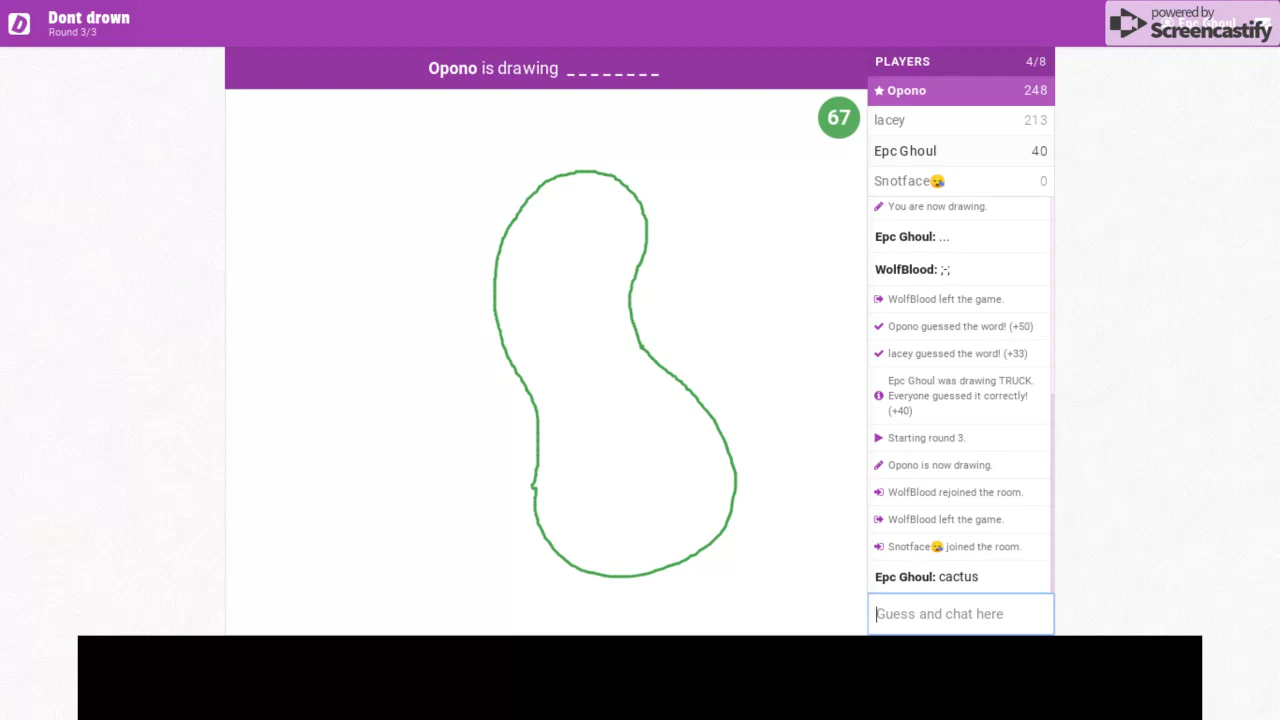 Dont drown
Round 3/3
powered by
Screencastify
Epc Ghoul
Opono is drawing _ _ _ _ _ _ _ _
67
PLAYERS 4/8
Opono 248
lacey 213
Epc Ghoul 40
Snotface😪 0
You are now drawing.
Epc Ghoul: ...
WolfBlood: ;-;
WolfBlood left the game.
Opono guessed the word! (+50)
lacey guessed the word! (+33)
Epc Ghoul was drawing TRUCK.
Everyone guessed it correctly!
(+40)
Starting round 3.
Opono is now drawing.
WolfBlood rejoined the room.
WolfBlood left the game.
Snotface😪 joined the room.
Epc Ghoul: cactus
Guess and chat here